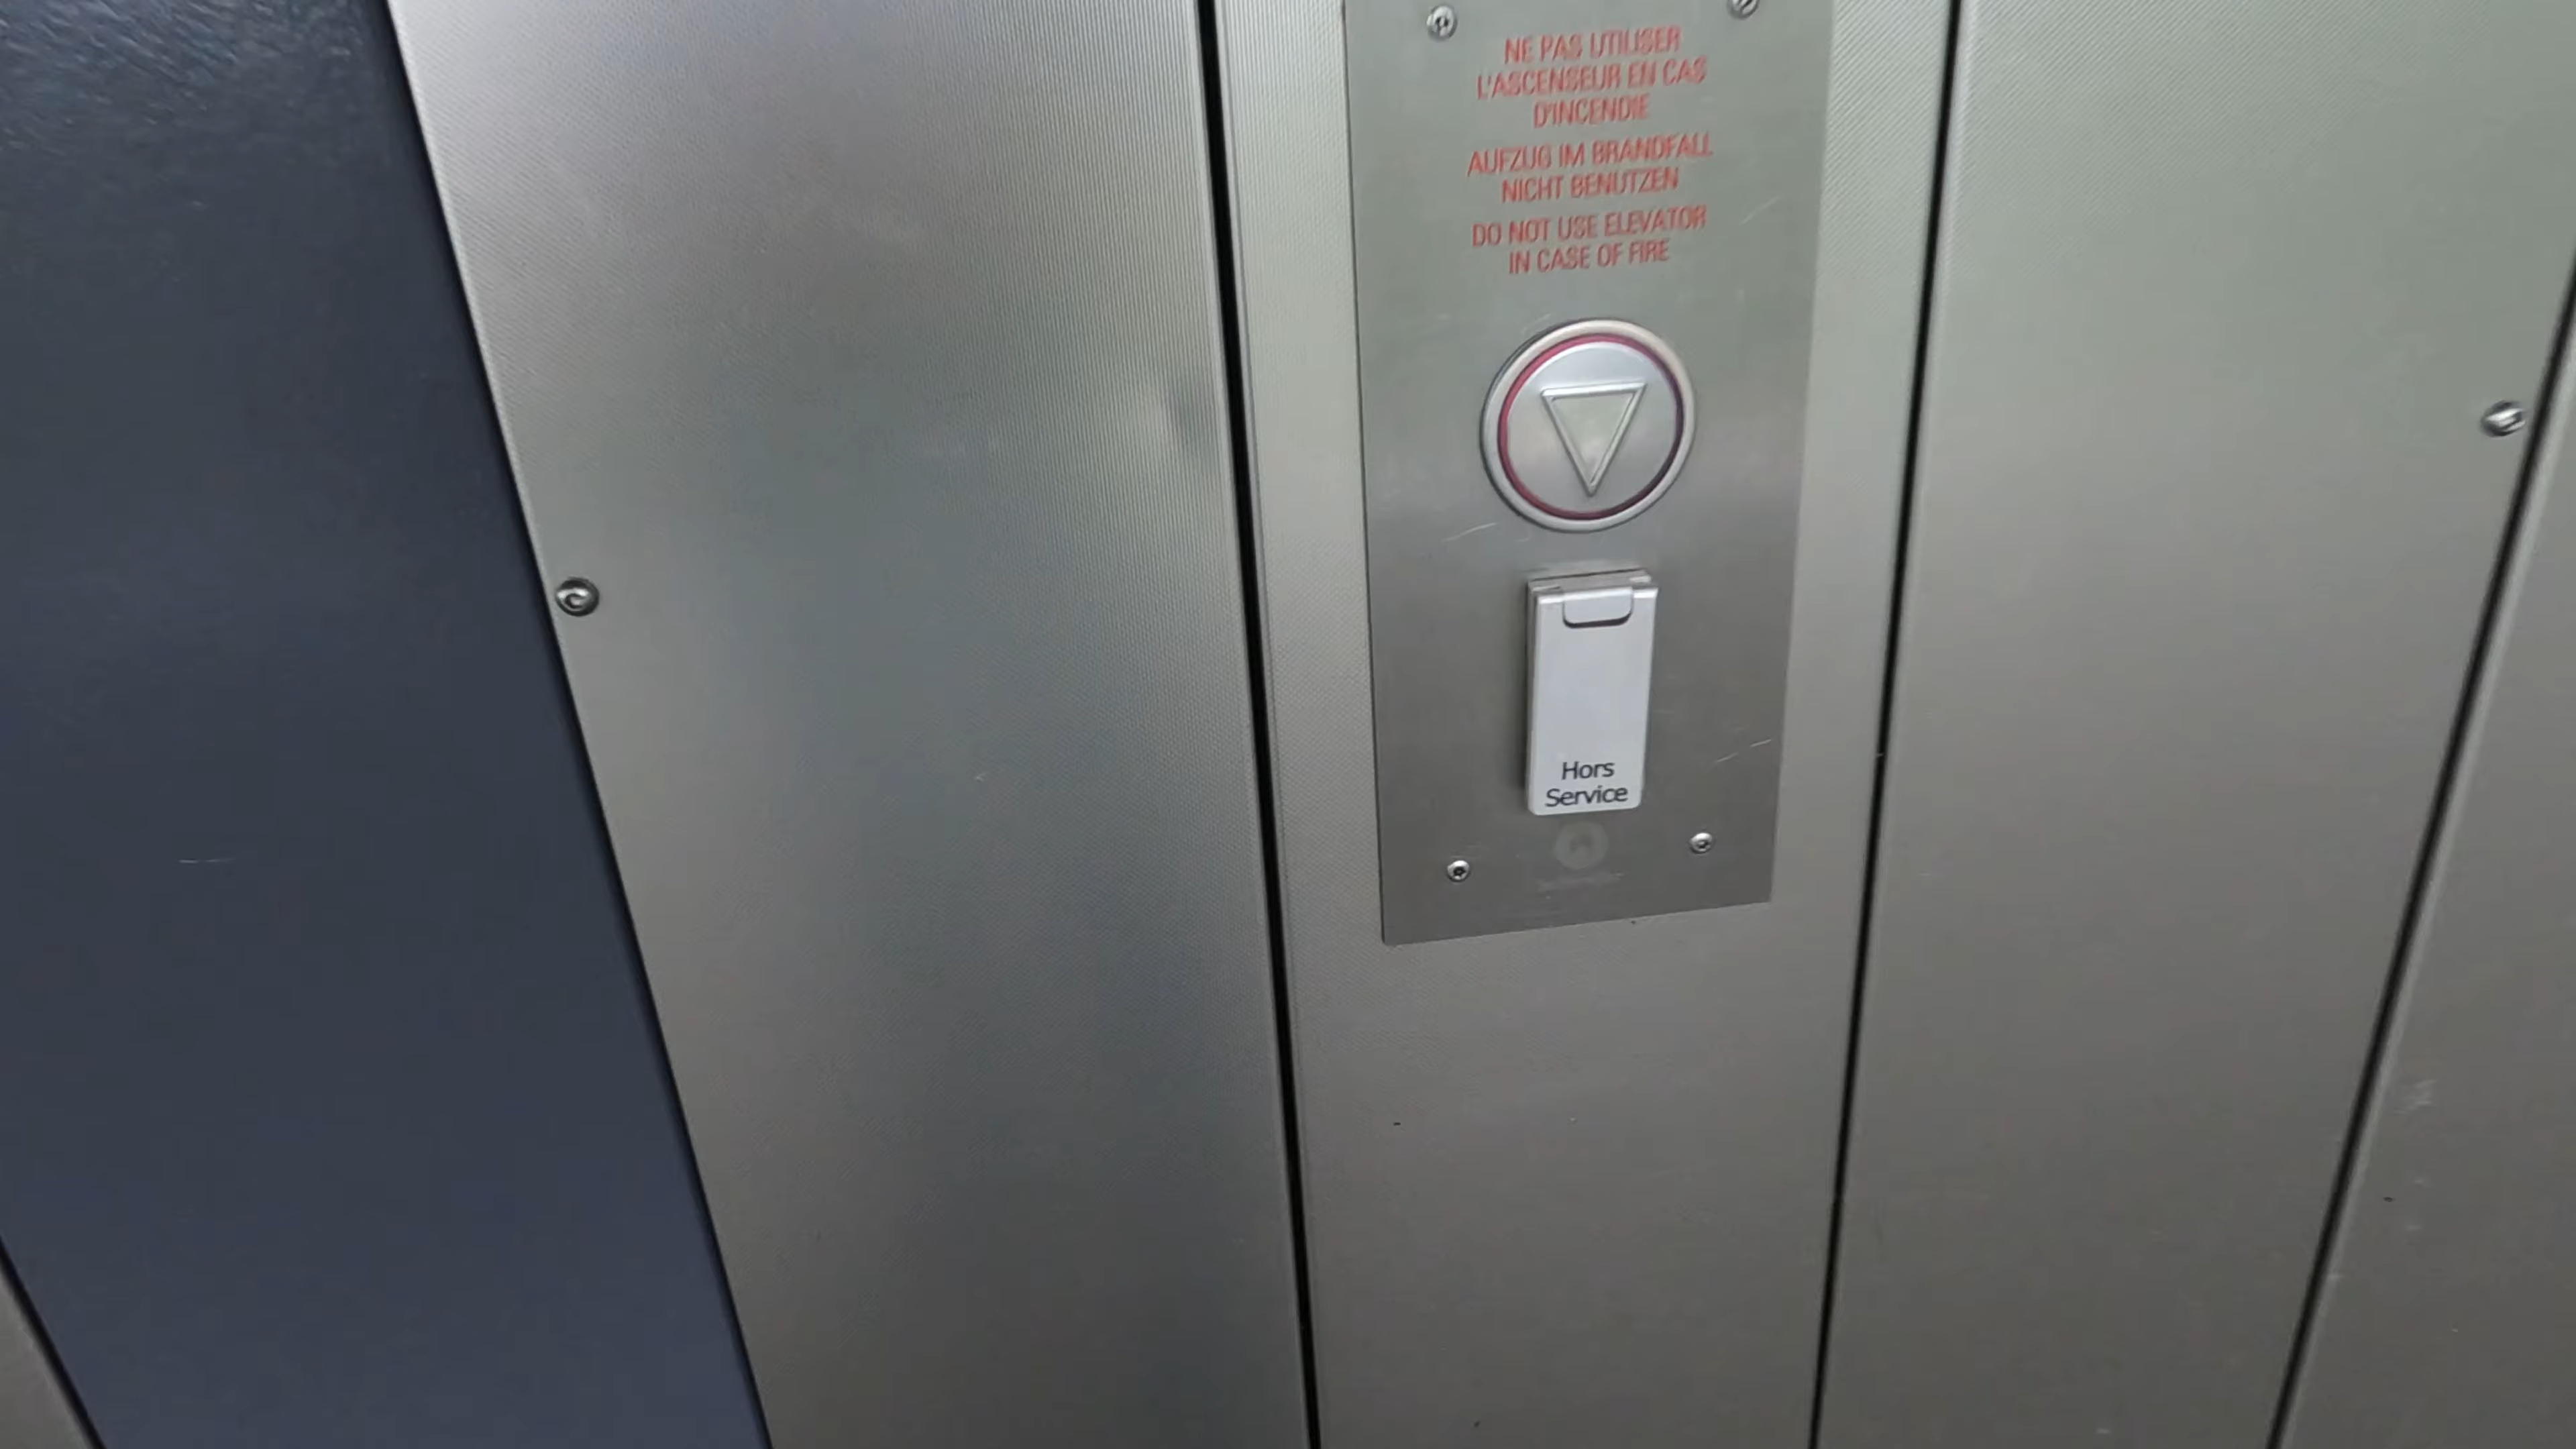 NE PAS UTILISER
L'ASCENSEUR EN CAS
D'INCENDIE
AUFZUG IM BRANDFALL
NICHT BENUTZEN
DO NOT USE ELEVATOR
IN CASE OF FIRE
Hors
Service